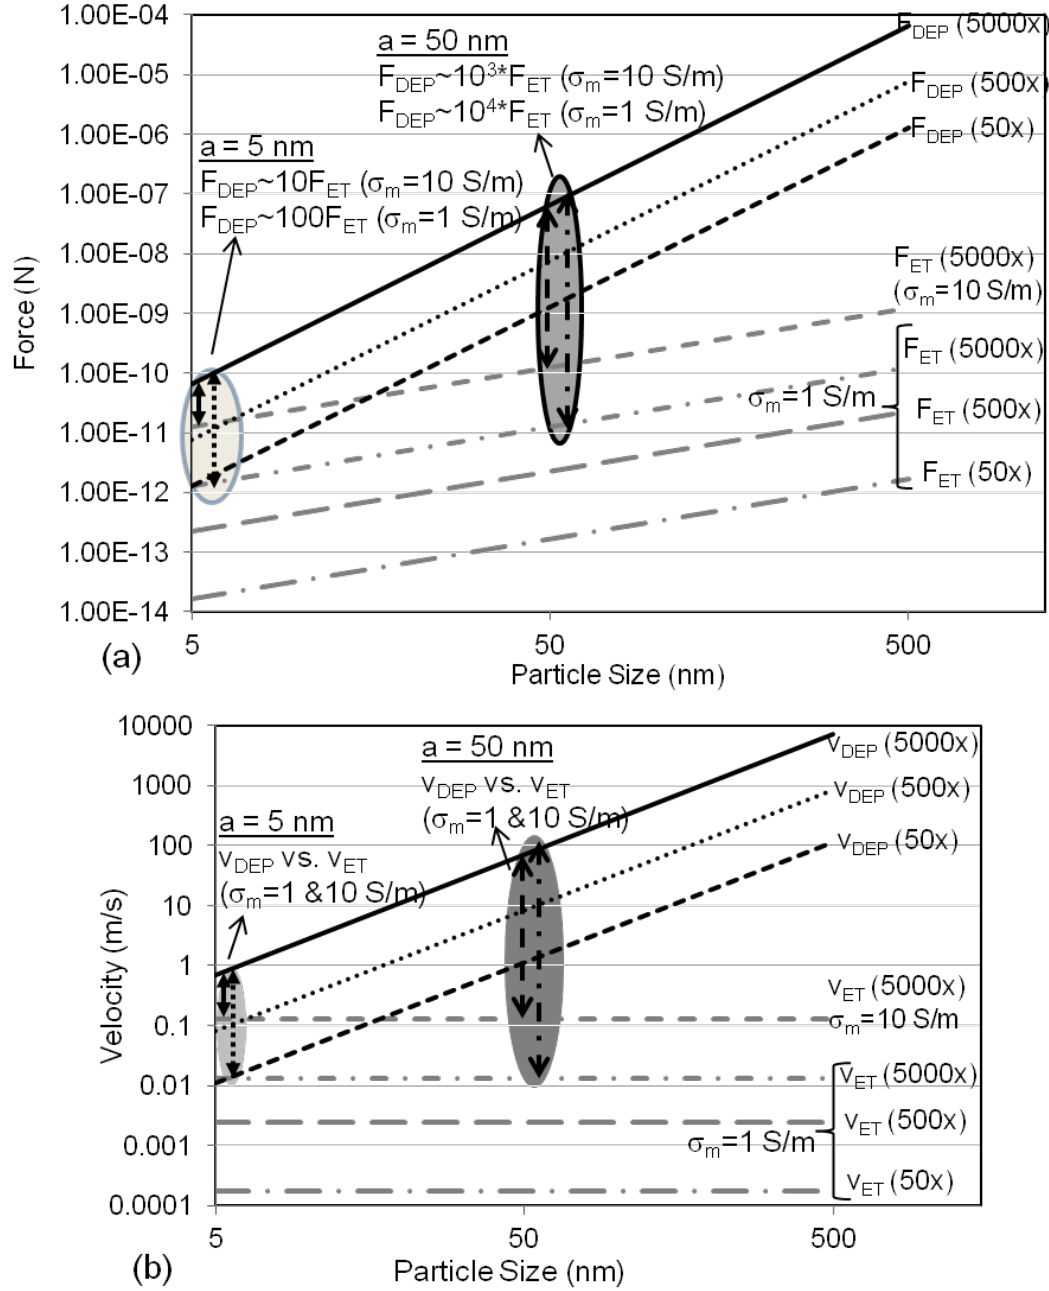 1.00E-04
1.00E-05
1.00E-06
1.00E-07
1.00E-08
1.00E-09
1.00E-10
1.00E-11
1.00E-12
1.00E-13
1.00E-14
Force (N)
a = 50 nm
F_DEP~10^3*F_ET (σ_m=10 S/m)
F_DEP~10^4*F_ET (σ_m=1 S/m)
a = 5 nm
F_DEP~10F_ET (σ_m=10 S/m)
F_DEP~100F_ET (σ_m=1 S/m)
F_DEP (5000x)
F_DEP (500x)
F_DEP (50x)
F_ET (5000x)
(σ_m=10 S/m)
F_ET (5000x)
σ_m=1 S/m
F_ET (500x)
F_ET (50x)
5 50 500
(a)
Particle Size (nm)
10000
1000
100
10
1
0.1
0.01
0.001
0.0001
Velocity (m/s)
a = 50 nm
v_DEP vs. v_ET
(σ_m=1 &10 S/m)
a = 5 nm
v_DEP vs. v_ET
(σ_m=1 &10 S/m)
v_DEP (5000x)
v_DEP (500x)
v_DEP (50x)
v_ET (5000x)
σ_m=10 S/m
v_ET (5000x)
v_ET (500x)
σ_m=1 S/m
v_ET (50x)
5 50 500
(b)
Particle Size (nm)